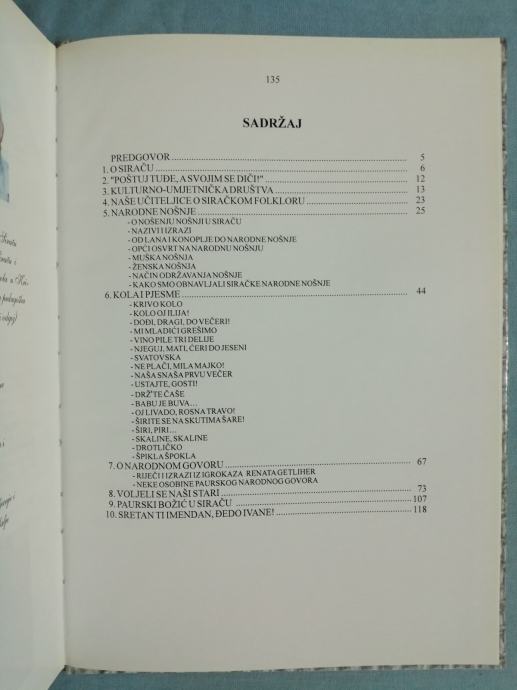 135
SADRŽAJ
PREDGOVOR ........ 5
1. O SIRAČU ........ 6
2. "POŠTUJ TUĐE, A SVOJIM SE DIČI!" ........ 12
3. KULTURNO-UMJETNIČKA DRUŠTVA ........ 13
4. NAŠE UČITELJICE O SIRAČKOM FOLKLORU ........ 23
5. NARODNE NOŠNJE ........ 25
- O NOŠENJU NOŠNJI U SIRAČU
- NAZIVI I IZRAZI
- OD LANA I KONOPLJE DO NARODNE NOŠNJE
- OPĆI OSVRT NA NARODNU NOŠNJU
- MUŠKA NOŠNJA
- ŽENSKA NOŠNJA
- NAČIN ODRŽAVANJA NOŠNJE
- KAKO SMO OBNAVLJALI SIRAČKE NARODNE NOŠNJE
6. KOLA I PJESME ........ 44
- KRIVO KOLO
- KOLO OJ ILIJA!
- DOĐI, DRAGI, DO VEČERI!
- MI MLADIĆI GREŠIMO
- VINO PILE TRI DELIJE
- NJEGUJ, MATI, ĆERI DO JESENI
- SVATOVSKA
- NE PLAČI, MILA MAJKO!
- NAŠA SNAŠA PRVU VEČER
- USTAJTE, GOSTI!
- DRŽ'TE ČAŠE
- BABU JE BUVA...
- OJ LIVADO, ROSNA TRAVO!
- ŠIRITE SE NA SKUTIMA ŠARE!
- ŠIRI, PIRI...
- SKALINE, SKALINE
- DROTLIČKO
- ŠPIKLA ŠPOKLA
7. O NARODNOM GOVORU ........ 67
- RIJEČI I IZRAZI IZ IGROKAZA RENATA GETLIHER
- NEKE OSOBINE PAURSKOG NARODNOG GOVORA
8. VOLJELI SE NAŠI STARI ........ 73
9. PAURSKI BOŽIĆ U SIRAČU ........ 107
10. SRETAN TI IMENDAN, ĐEDO IVANE! ........ 118